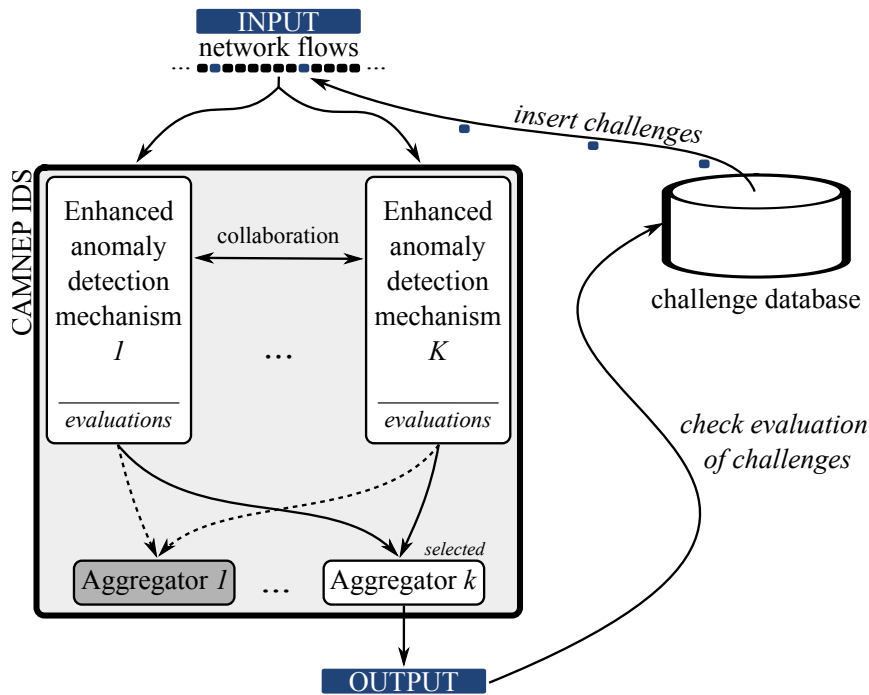 INPUT
network flows
... ...
insert challenges
CAMNEP IDS
Enhanced
anomaly
detection
mechanism
1
evaluations
collaboration
...
Enhanced
anomaly
detection
mechanism
K
evaluations
challenge database
check evaluation
of challenges
selected
Aggregator 1
...
Aggregator k
OUTPUT